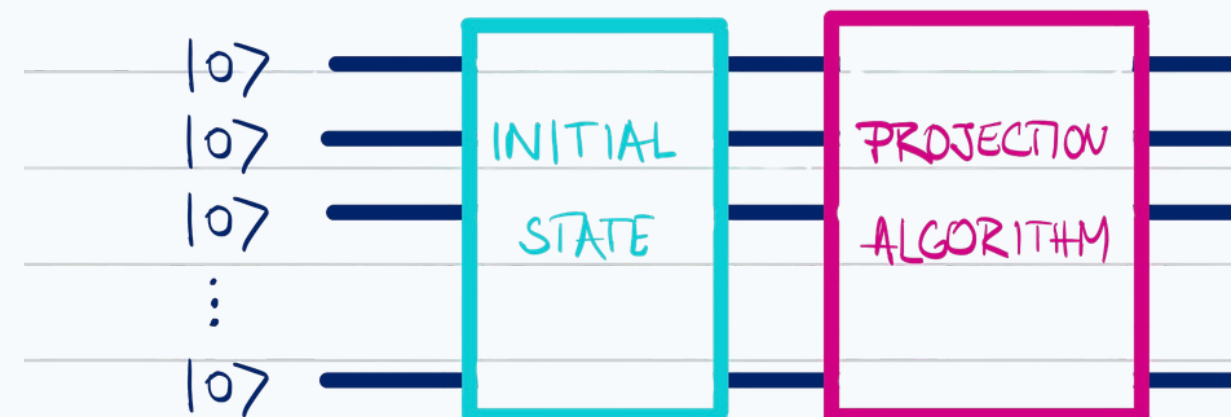 |0>
|0>
|0>
⋮
|0>
INITIAL
STATE
PROJECTION
ALGORITHM